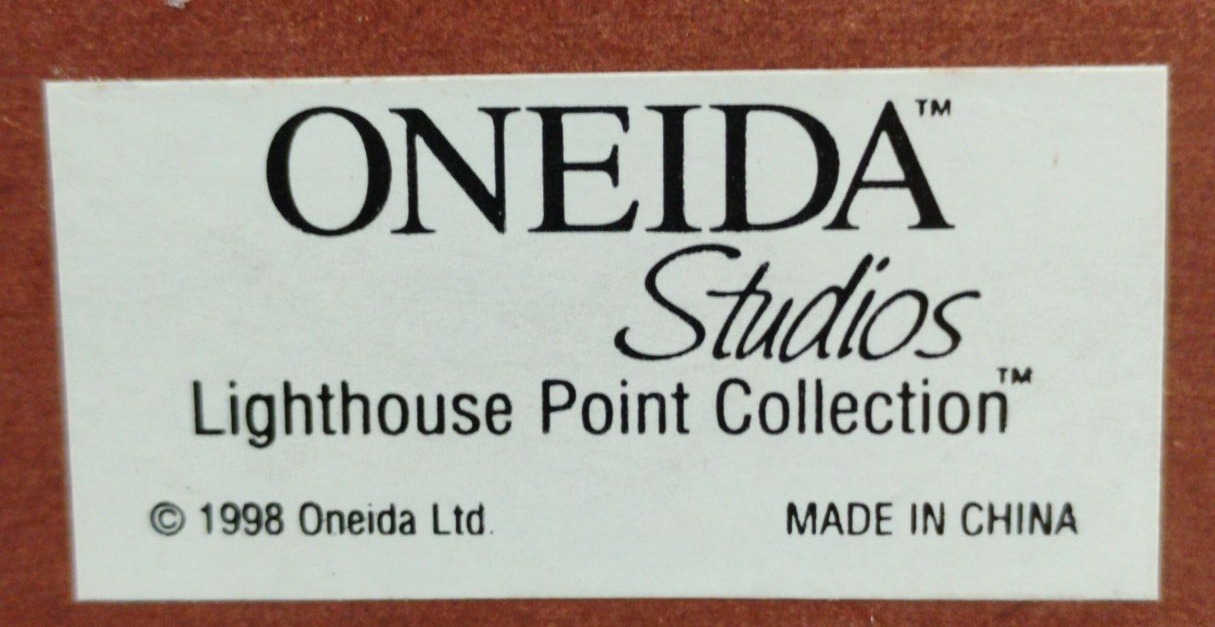 ONEIDA™
Studios
Lighthouse Point Collection™
© 1998 Oneida Ltd. MADE IN CHINA